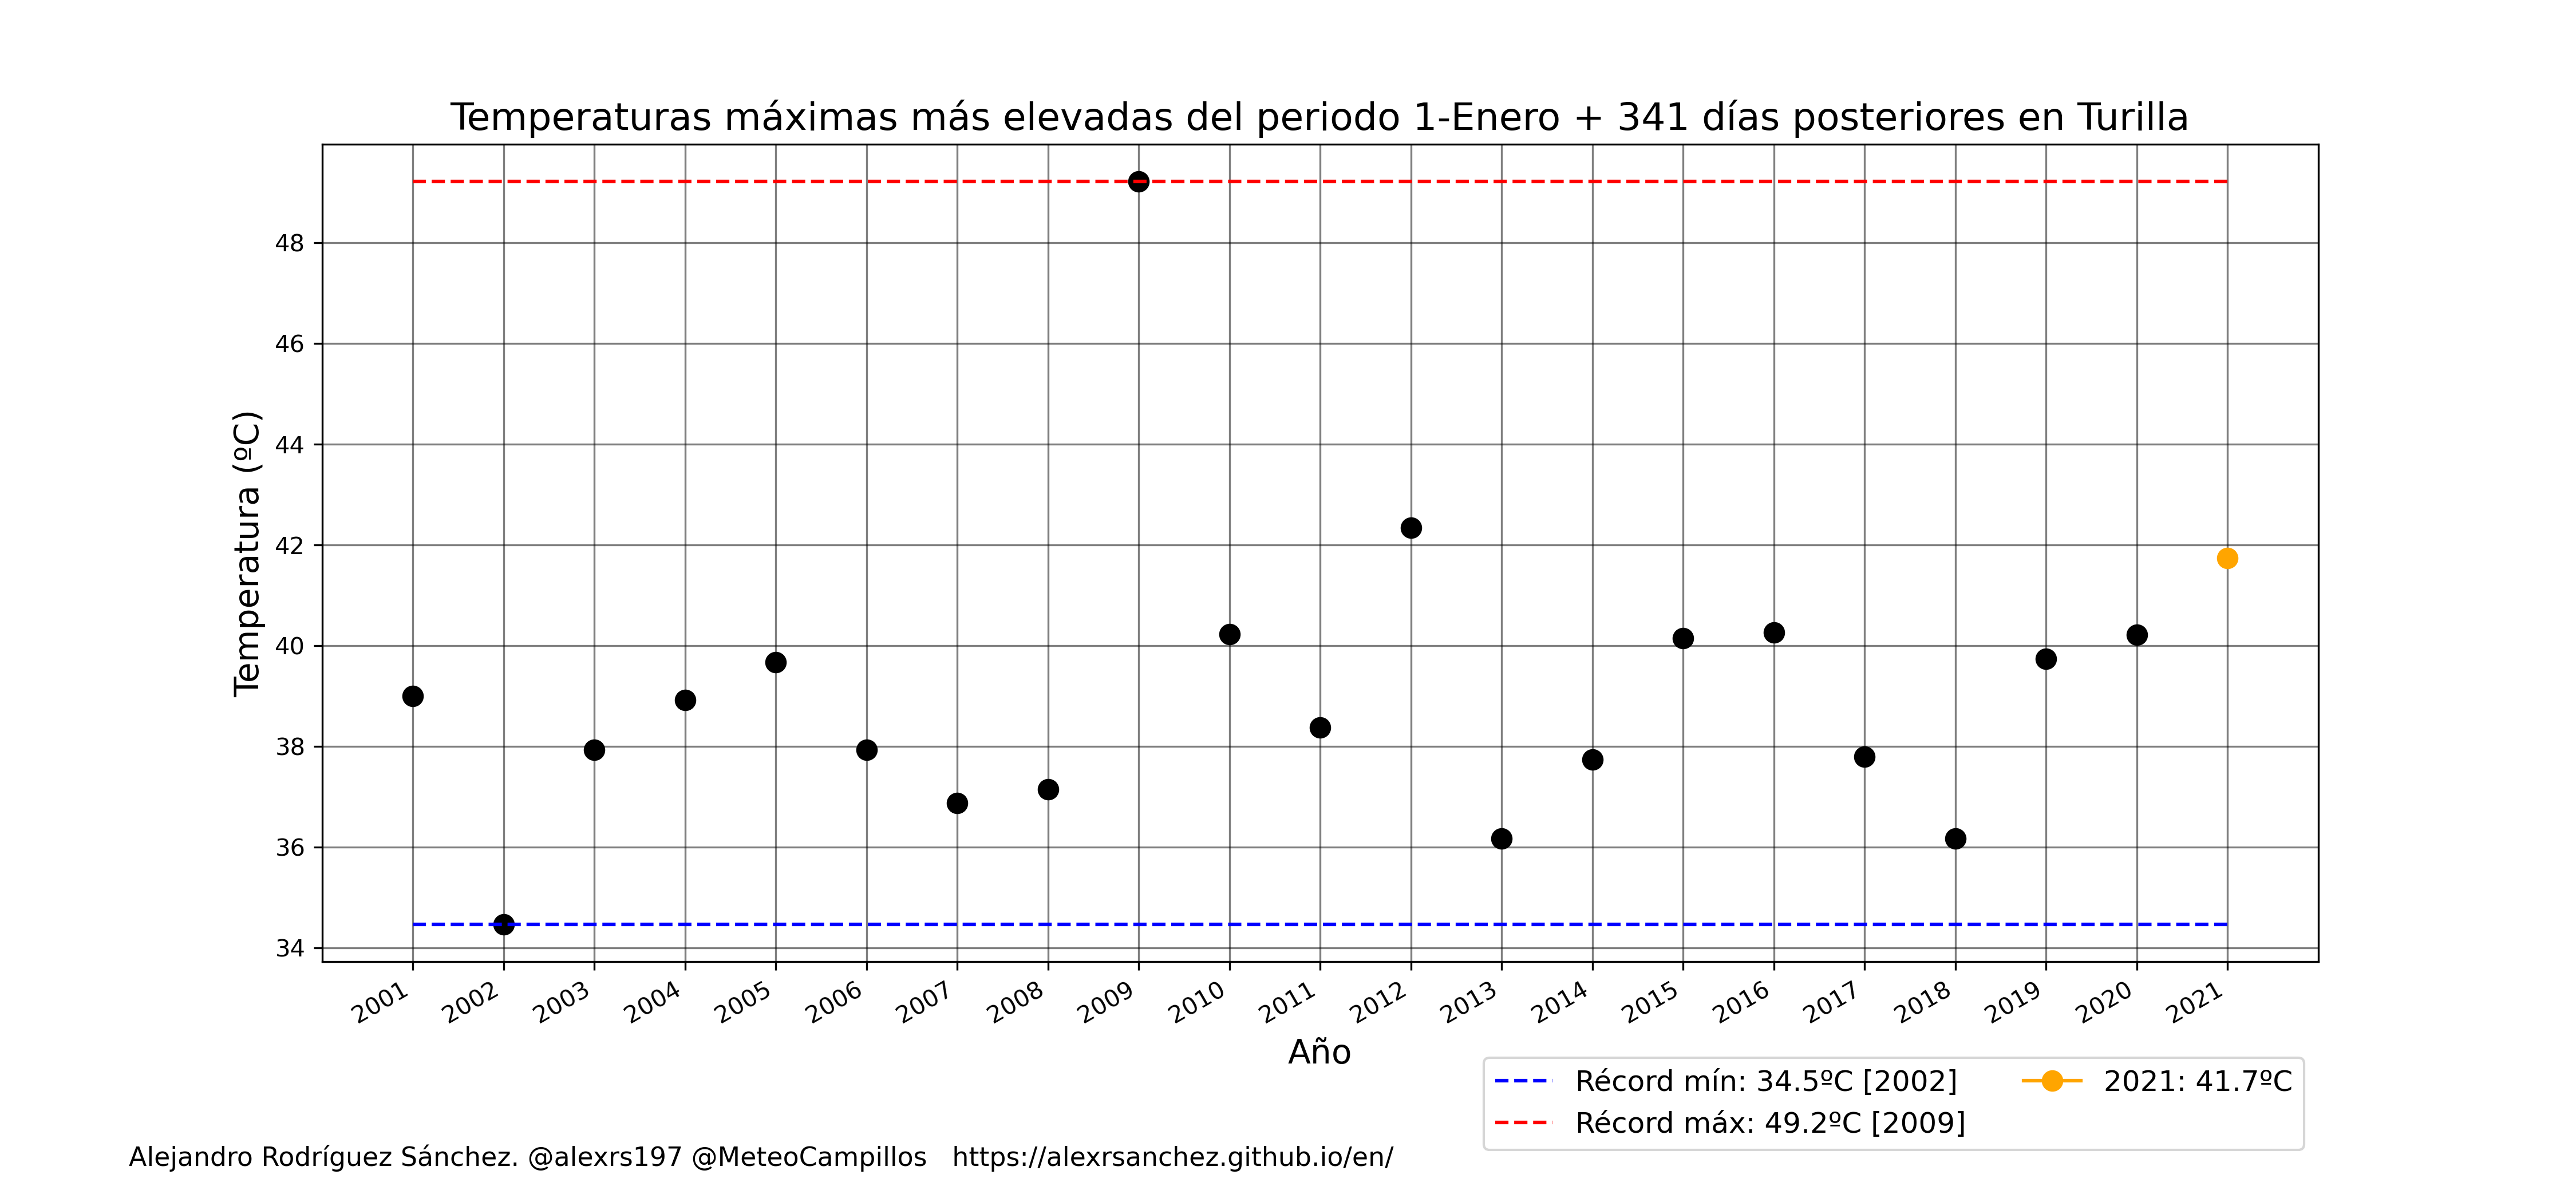 Temperaturas máximas más elevadas del periodo 1-Enero + 341 días posteriores en Turilla
Temperatura (ºC)
48
46
44
42
40
38
36
34
2001 2002 2003 2004 2005 2006 2007 2008 2009 2010 2011 2012 2013 2014 2015 2016 2017 2018 2019 2020 2021
Año
Récord mín: 34.5ºC [2002]
Récord máx: 49.2ºC [2009]
2021: 41.7ºC
Alejandro Rodríguez Sánchez. @alexrs197 @MeteoCampillos https://alexrsanchez.github.io/en/